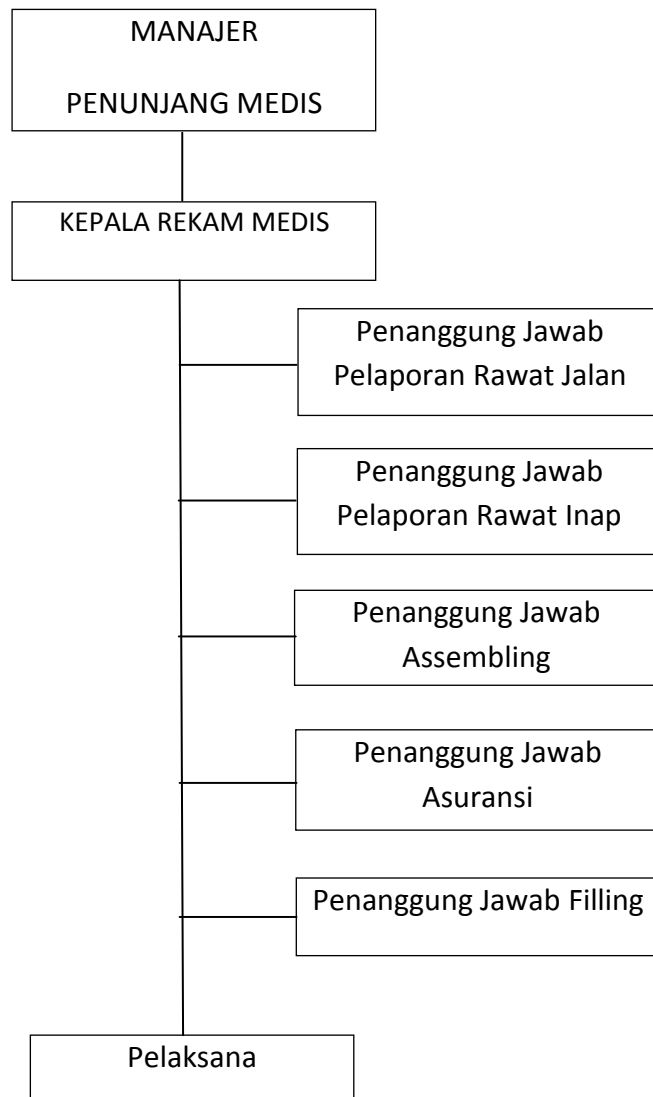 MANAJER
PENUNJANG MEDIS
KEPALA REKAM MEDIS
Penanggung Jawab
Pelaporan Rawat Jalan
Penanggung Jawab
Pelaporan Rawat Inap
Penanggung Jawab
Assembling
Penanggung Jawab
Asuransi
Penanggung Jawab Filling
Pelaksana